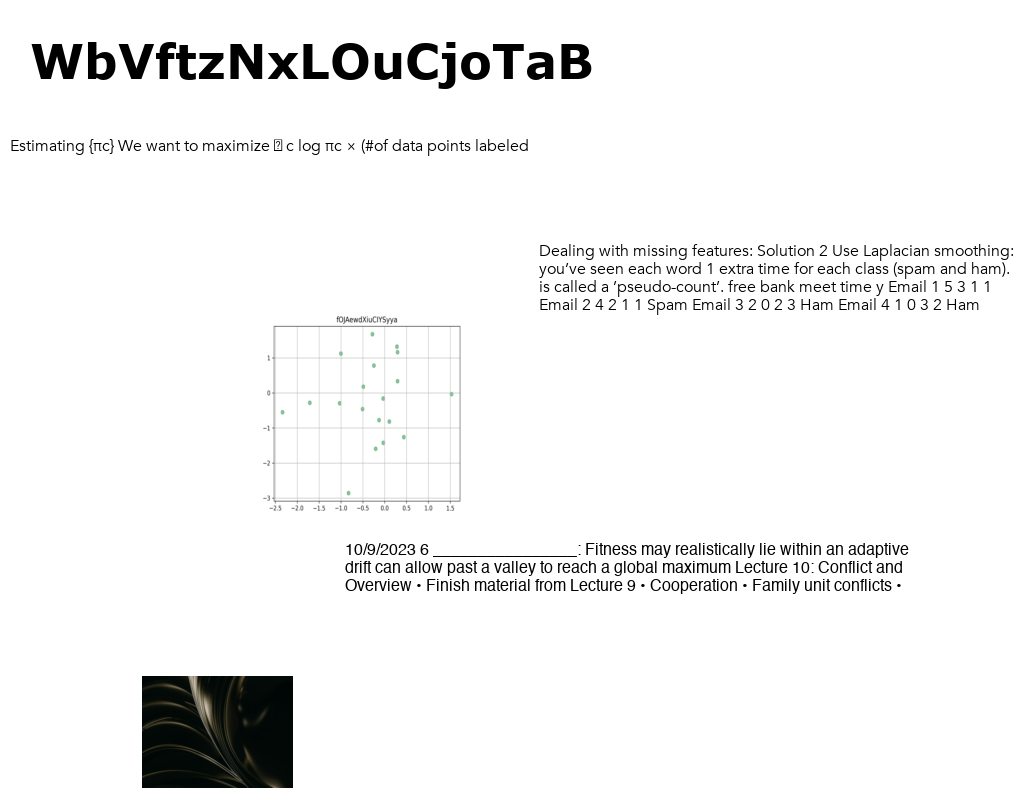 WbVftzNxLOuCjoTaB
Estimating {πc} We want to maximize c log πc × (#of data points labeled
Dealing with missing features: Solution 2 Use Laplacian smoothing:
you’ve seen each word 1 extra time for each class (spam and ham).
is called a ‘pseudo-count’. free bank meet time y Email 1 5 3 1 1
Email 2 4 2 1 1 Spam Email 3 2 0 2 3 Ham Email 4 1 0 3 2 Ham
1
0
−1
−2
−3
−2.5 −2.0 −1.5 −1.0 −0.5 0.0 0.5 1.0 1.5
10/9/2023 6 ________________: Fitness may realistically lie within an adaptive
drift can allow past a valley to reach a global maximum Lecture 10: Conflict and
Overview • Finish material from Lecture 9 • Cooperation • Family unit conflicts •